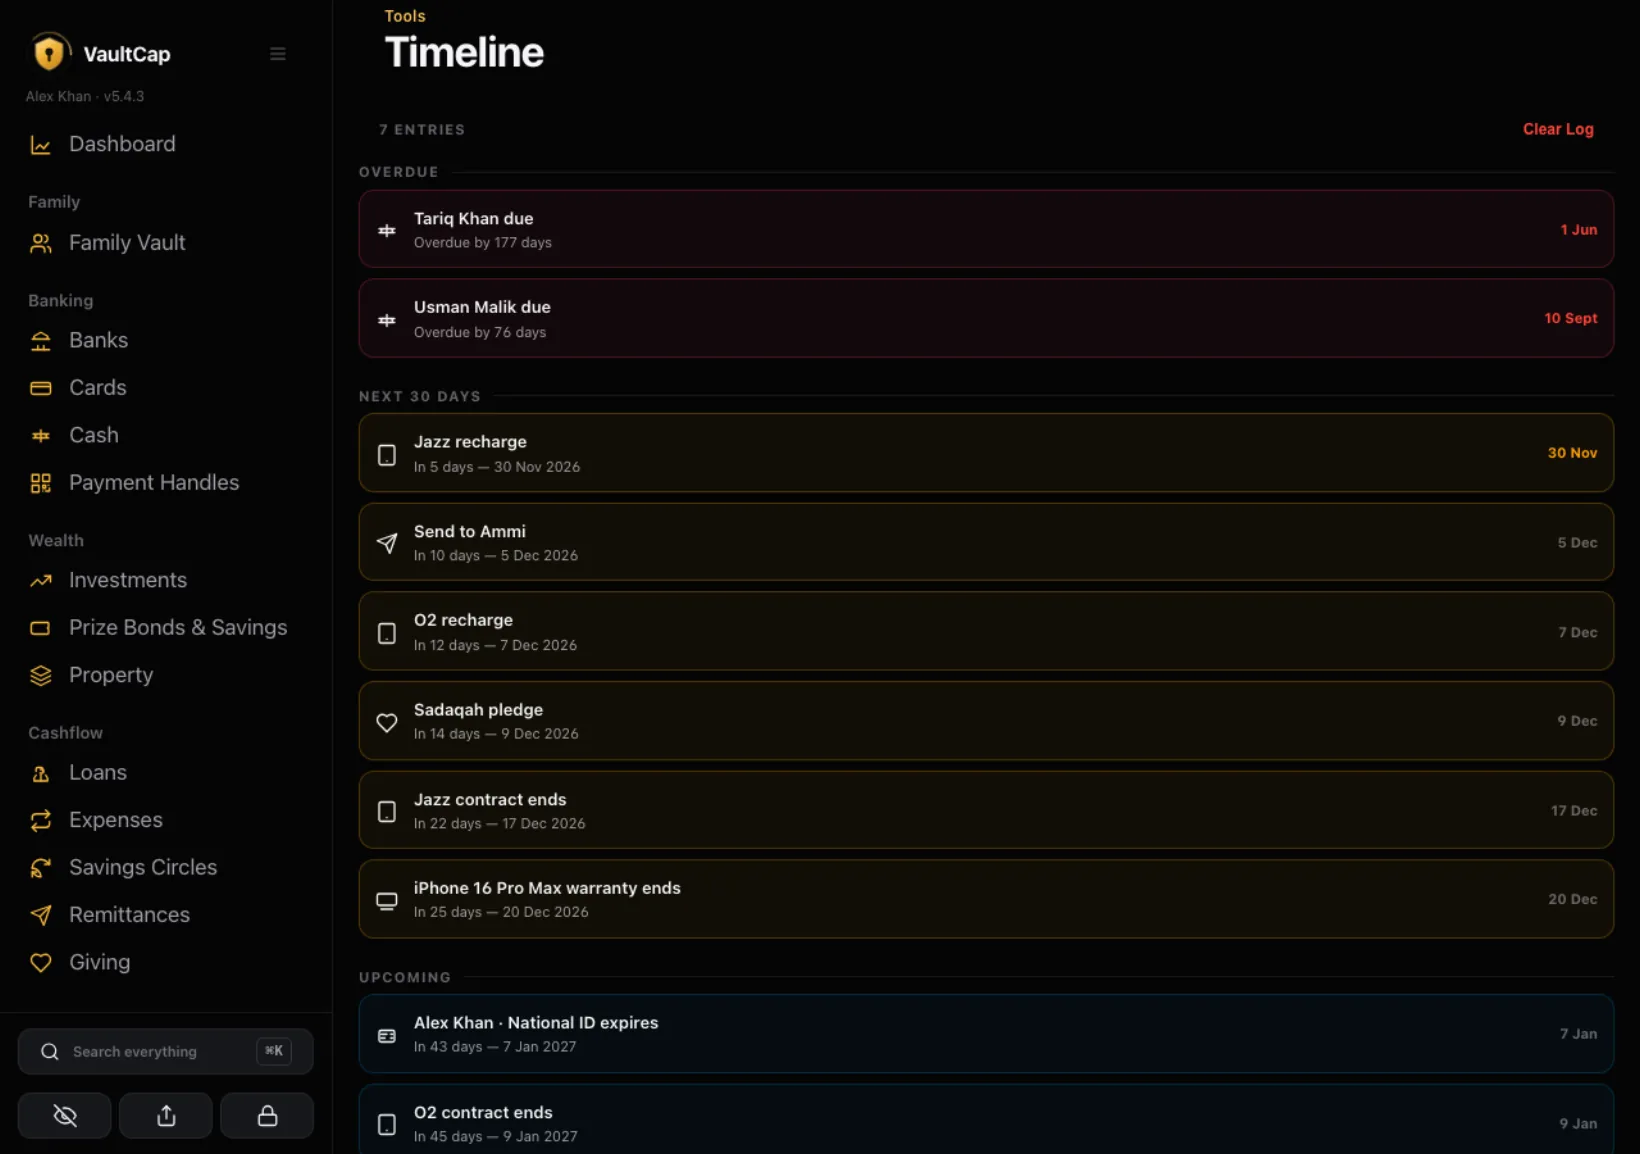 VaultCap
Alex Khan · v5.4.3
Dashboard
Family
Family Vault
Banking
Banks
Cards
Cash
Payment Handles
Wealth
Investments
Prize Bonds & Savings
Property
Cashflow
Loans
Expenses
Savings Circles
Remittances
Giving
Search everything ⌘K
Tools
Timeline
7 ENTRIES
Clear Log
OVERDUE
Tariq Khan due
Overdue by 177 days
1 Jun
Usman Malik due
Overdue by 76 days
10 Sept
NEXT 30 DAYS
Jazz recharge
In 5 days — 30 Nov 2026
30 Nov
Send to Ammi
In 10 days — 5 Dec 2026
5 Dec
O2 recharge
In 12 days — 7 Dec 2026
7 Dec
Sadaqah pledge
In 14 days — 9 Dec 2026
9 Dec
Jazz contract ends
In 22 days — 17 Dec 2026
17 Dec
iPhone 16 Pro Max warranty ends
In 25 days — 20 Dec 2026
20 Dec
UPCOMING
Alex Khan · National ID expires
In 43 days — 7 Jan 2027
7 Jan
O2 contract ends
In 45 days — 9 Jan 2027
9 Jan